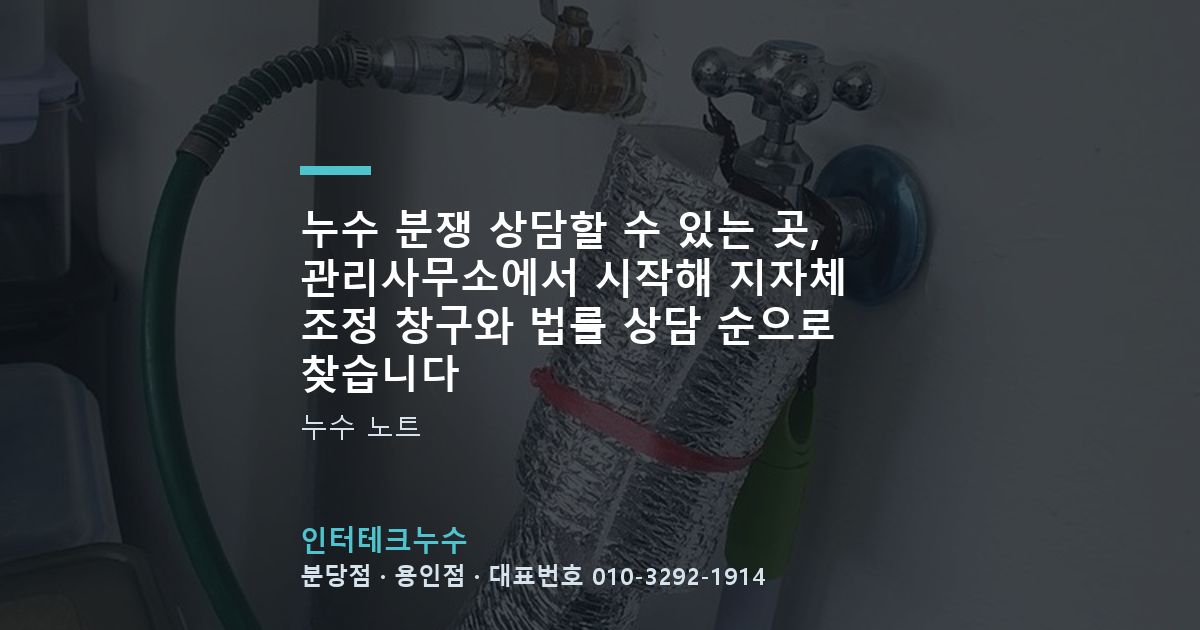 누수 분쟁 상담할 수 있는 곳,
관리사무소에서 시작해 지자체
조정 창구와 법률 상담 순으로
찾습니다
누수 노트
인터테크누수
분당점 · 용인점 · 대표번호 010-3292-1914